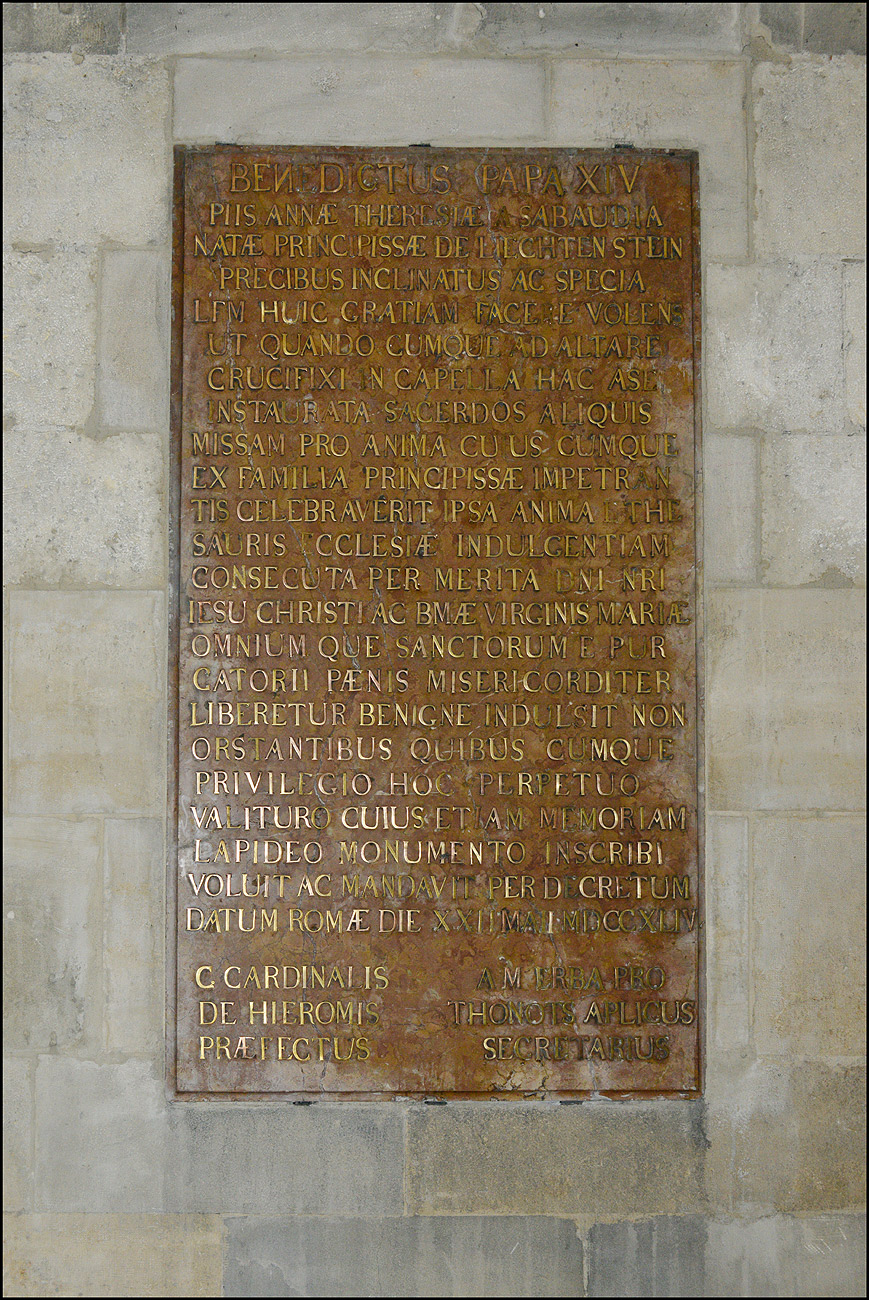 BENEDICTUS PAPA XIV
PIIS ANNÆ THERESIÆ A SABAUDIA
NATÆ PRINCIPISSÆ DE LIECHTENSTEIN
PRECIBUS INCLINATUS AC SPECIA
LEM HUIC GRATIAM FACERE VOLENS
UT QUANDO CUMQUE AD ALTARE
CRUCIFIXI IN CAPELLA HAC A SE
INSTAURATA SACERDOS ALIQUIS
MISSAM PRO ANIMA CUIUS CUMQUE
EX FAMILIA PRINCIPISSÆ IMPETRAN
TIS CELEBRAVERIT IPSA ANIMA E THE
SAURIS ECCLESIÆ INDULGENTIAM
CONSECUTA PER MERITA DNI NRI
IESU CHRISTI AC BMÆ VIRGINIS MARIÆ
OMNIUM QUE SANCTORUM E PUR
GATORII PÆNIS MISERICORDITER
LIBERETUR BENIGNE INDULSIT NON
ORSTANTIBUS QUIBUS CUMQUE
PRIVILEGIO HOC PERPETUO
VALITURO CUIUS ETIAM MEMORIAM
LAPIDEO MONUMENTO INSCRIBI
VOLUIT AC MANDAVIT PER DECRETUM
DATUM ROMÆ DIE XXII MAII MDCCXLIV.
C CARDINALIS
DE HIEROMIS
PRÆFECTUS
A M ERBA PRO
THONOTS APLICUS
SECRETARIUS